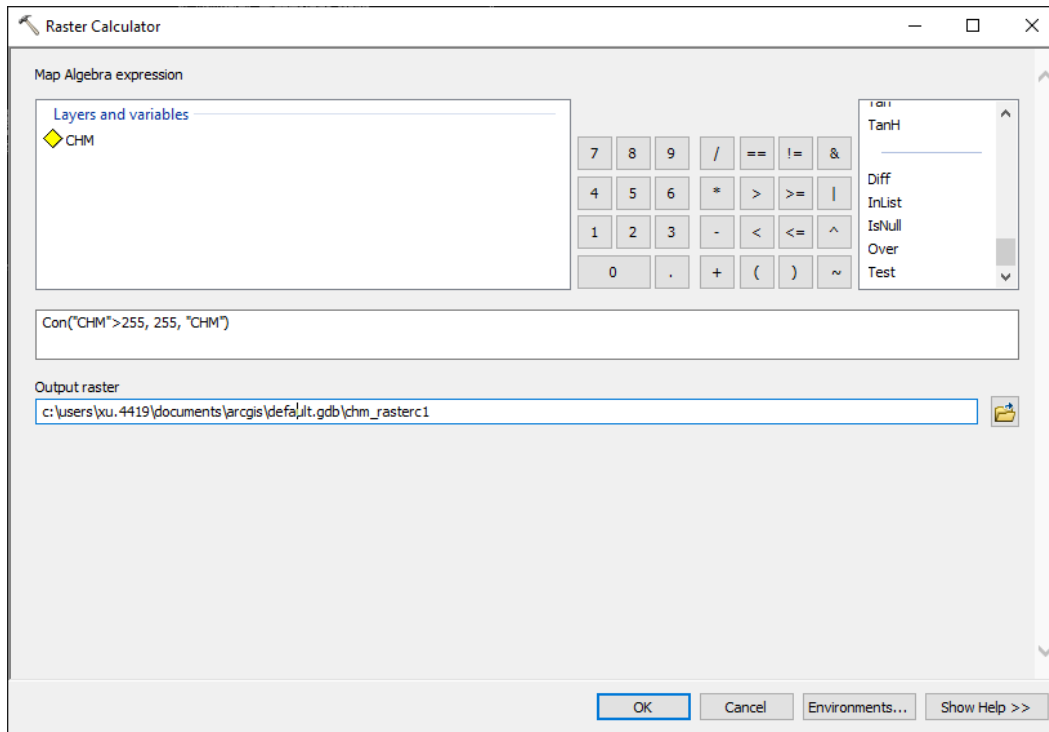 Raster Calculator
Map Algebra expression
Layers and variables
CHM
7 8 9 / == != &
4 5 6 * > >= |
1 2 3 - < <= ^
0 . + ( ) ~
TanH
Diff
InList
IsNull
Over
Test
Con("CHM">255, 255, "CHM")
Output raster
c:\users\xu.4419\documents\arcgis\default.gdb\chm_rasterc1
OK Cancel Environments... Show Help >>